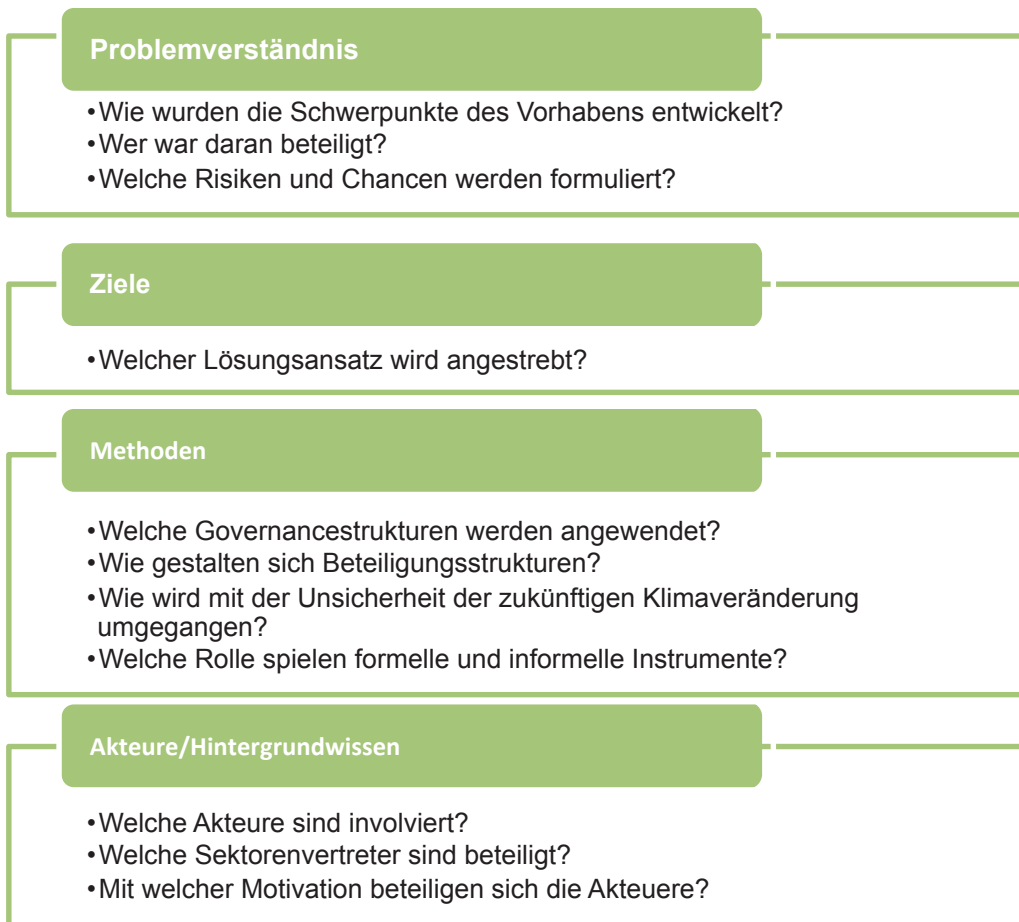 Problemverständnis
•Wie wurden die Schwerpunkte des Vorhabens entwickelt?
•Wer war daran beteiligt?
•Welche Risiken und Chancen werden formuliert?
Ziele
•Welcher Lösungsansatz wird angestrebt?
Methoden
•Welche Governancestrukturen werden angewendet?
•Wie gestalten sich Beteiligungsstrukturen?
•Wie wird mit der Unsicherheit der zukünftigen Klimaveränderung
umgegangen?
•Welche Rolle spielen formelle und informelle Instrumente?
Akteure/Hintergrundwissen
•Welche Akteure sind involviert?
•Welche Sektorenvertreter sind beteiligt?
•Mit welcher Motivation beteiligen sich die Akteuere?